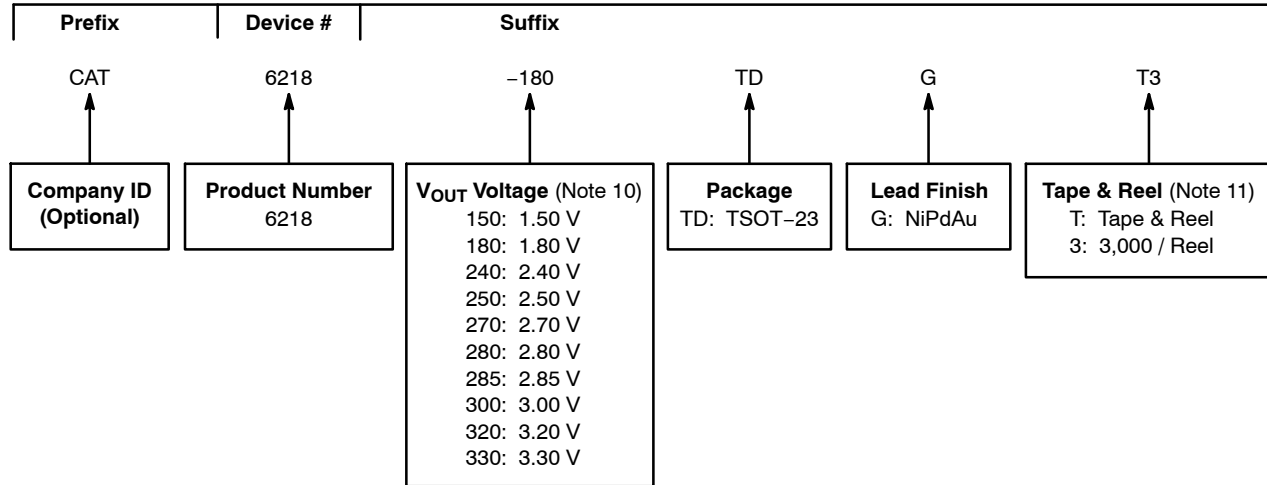 Prefix Device # Suffix
CAT 6218 −180 TD G T3
Company ID
(Optional)
Product Number
6218
VOUT Voltage (Note 10)
150: 1.50 V
180: 1.80 V
240: 2.40 V
250: 2.50 V
270: 2.70 V
280: 2.80 V
285: 2.85 V
300: 3.00 V
320: 3.20 V
330: 3.30 V
Package
TD: TSOT−23
Lead Finish
G: NiPdAu
Tape & Reel (Note 11)
T: Tape & Reel
3: 3,000 / Reel